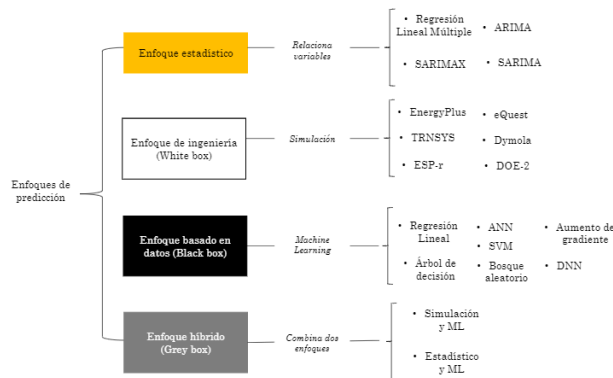 Enfoques de
predicción
Enfoque estadístico
Relaciona
variables
• Regresión
Lineal Múltiple
• ARIMA
• SARIMAX
• SARIMA
Enfoque de ingeniería
(White box)
Simulación
• EnergyPlus
• eQuest
• TRNSYS
• Dymola
• ESP-r
• DOE-2
Enfoque basado en
datos (Black box)
Machine
Learning
• Regresión
Lineal
• ANN
• Aumento de
gradiente
• SVM
• Árbol de
decisión
• Bosque
aleatorio
• DNN
Enfoque híbrido
(Grey box)
Combina dos
enfoques
• Simulación
y ML
• Estadístico
y ML